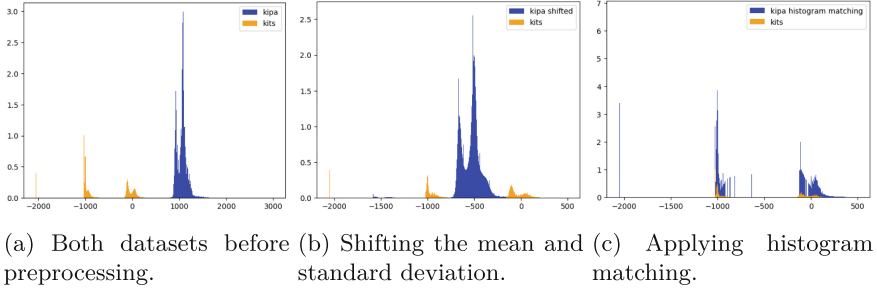 3.0
2.5
2.0
1.5
1.0
0.5
0.0
−2000 −1000 0 1000 2000 3000
kipa
kits
2.5
2.0
1.5
1.0
0.5
0.0
−2000 −1500 −1000 −500 0 500
kipa shifted
kits
7
6
5
4
3
2
1
0
−2000 −1500 −1000 −500 0 500
kipa histogram matching
kits
(a) Both datasets before
preprocessing.
(b) Shifting the mean and
standard deviation.
(c) Applying histogram
matching.